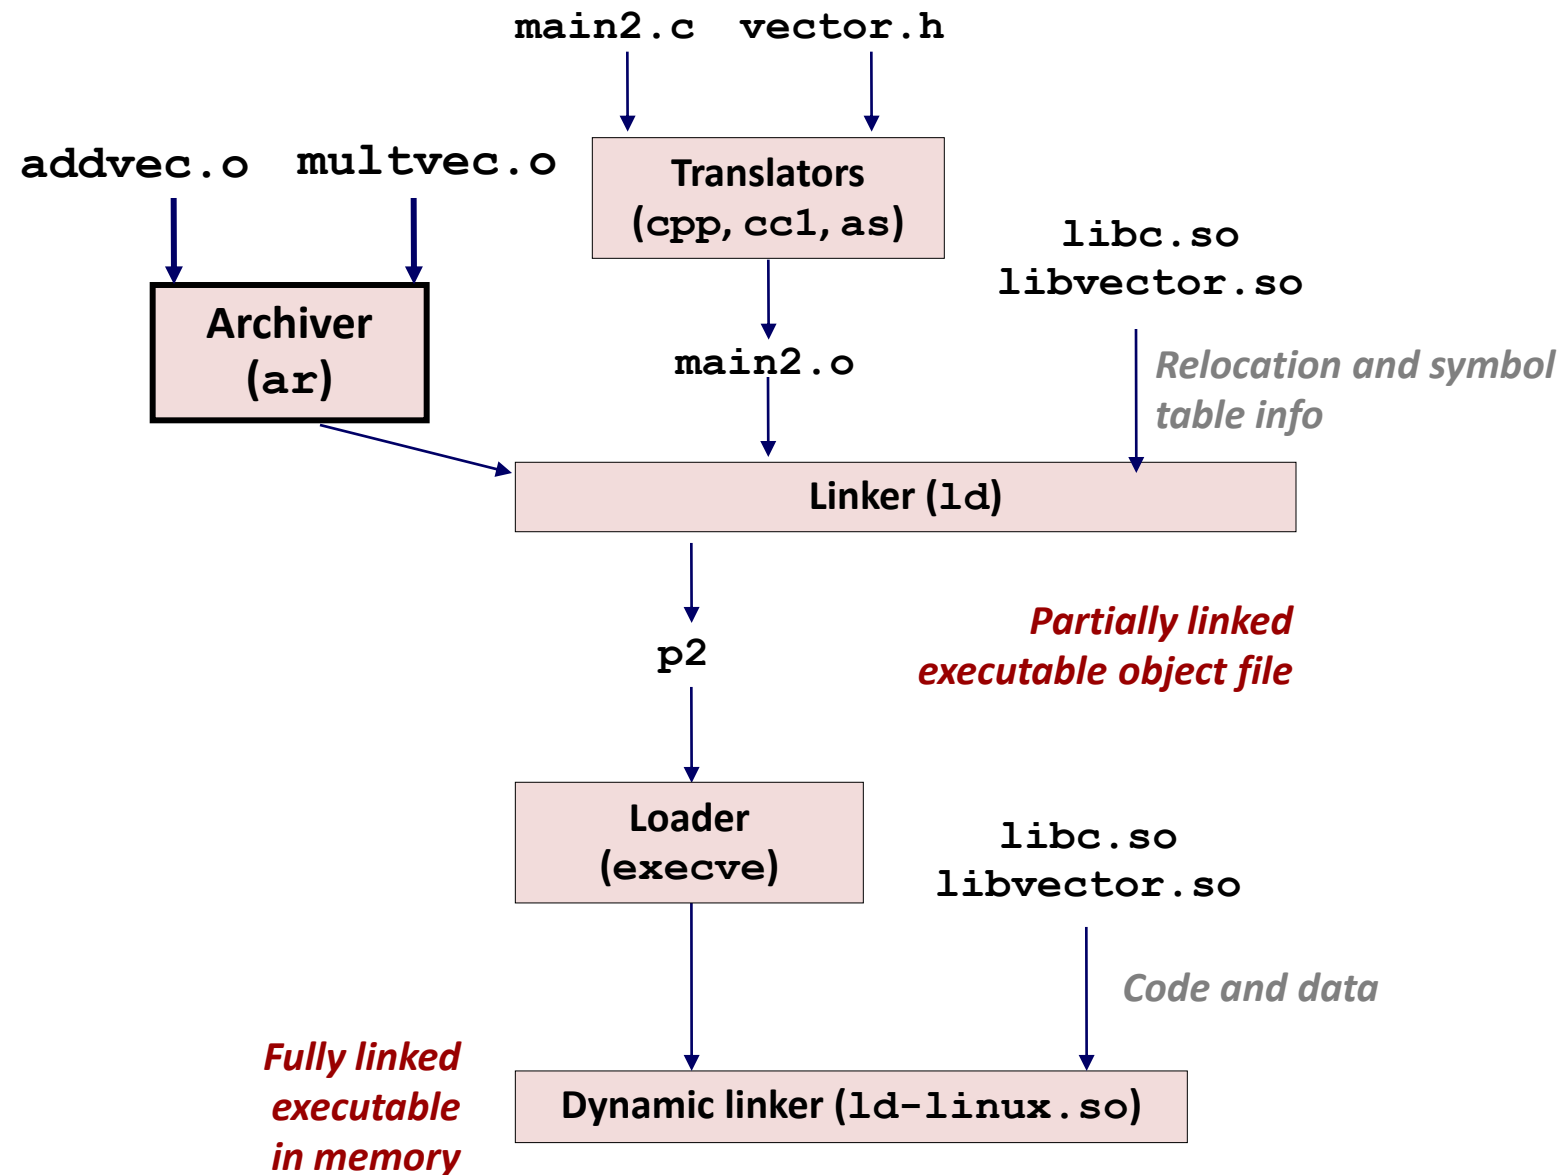 main2.c vector.h
addvec.o multvec.o
Translators
(cpp, cc1, as)
libc.so
libvector.so
Archiver
(ar)
main2.o
Relocation and symbol
table info
Linker (ld)
p2
Partially linked
executable object file
Loader
(execve)
libc.so
libvector.so
Code and data
Fully linked
executable
in memory
Dynamic linker (ld-linux.so)